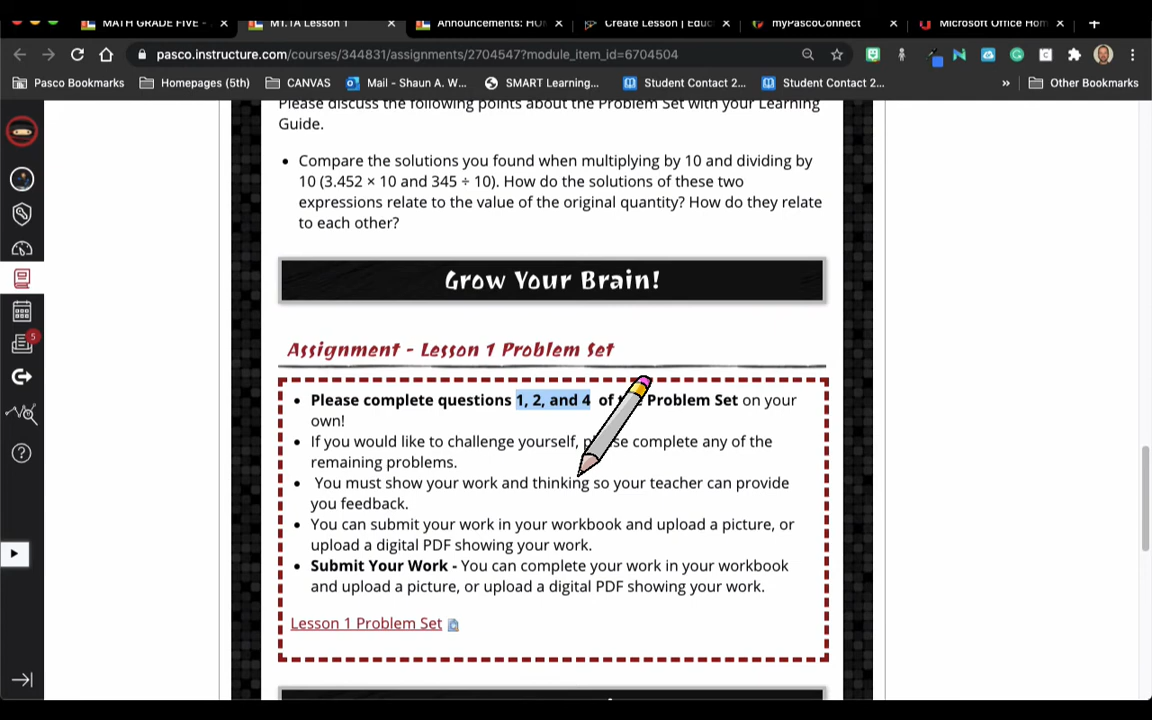 MATH GRADE FIVE -
M1.1A Lesson 1
Announcements: HO
Create Lesson | Educ
myPascoConnect
Microsoft Office Hom
pasco.instructure.com/courses/344831/assignments/2704547?module_item_id=6704504
Pasco Bookmarks
Homepages (5th)
CANVAS
Mail - Shaun A. W...
SMART Learning...
Student Contact 2...
Student Contact 2...
»
Other Bookmarks
Please discuss the following points about the Problem Set with your Learning
Guide.
• Compare the solutions you found when multiplying by 10 and dividing by
10 (3.452 × 10 and 345 ÷ 10). How do the solutions of these two
expressions relate to the value of the original quantity? How do they relate
to each other?
Grow Your Brain!
Assignment - Lesson 1 Problem Set
• Please complete questions 1, 2, and 4 of the Problem Set on your
own!
• If you would like to challenge yourself, please complete any of the
remaining problems.
• You must show your work and thinking so your teacher can provide
you feedback.
• You can submit your work in your workbook and upload a picture, or
upload a digital PDF showing your work.
• Submit Your Work - You can complete your work in your workbook
and upload a picture, or upload a digital PDF showing your work.
Lesson 1 Problem Set
5